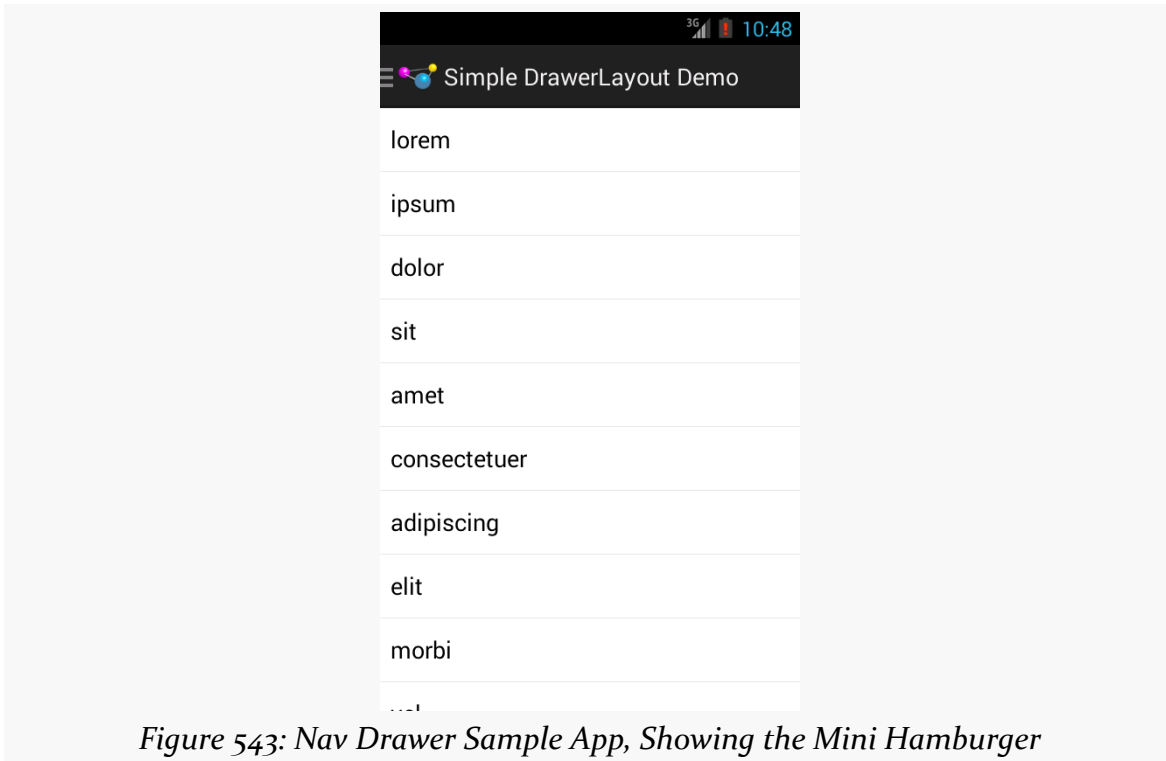 3G 10:48
Simple DrawerLayout Demo
lorem
ipsum
dolor
sit
amet
consectetuer
adipiscing
elit
morbi
Figure 543: Nav Drawer Sample App, Showing the Mini Hamburger